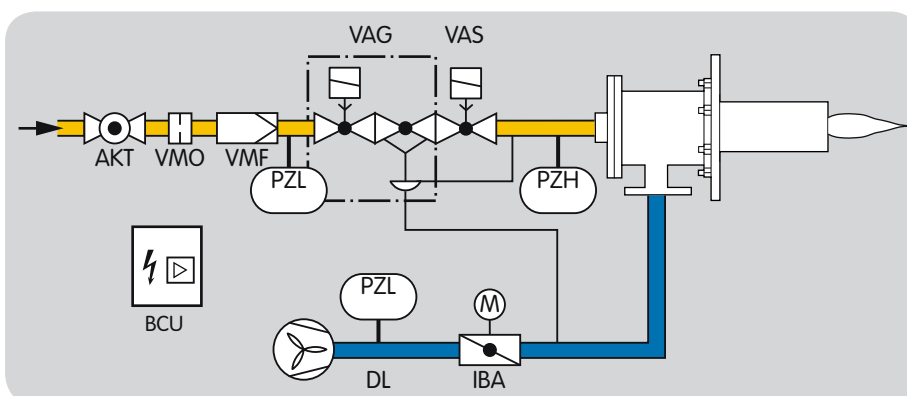 VAG VAS
AKT VMO VMF
PZL PZH
BCU
PZL
M
DL IBA